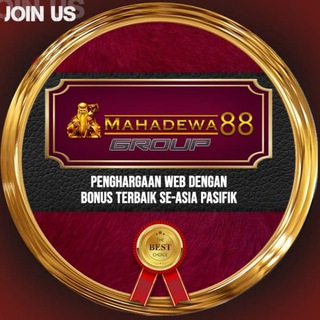 JOIN US
MAHADEWA88
GROUP
PENGHARGAAN WEB DENGAN
BONUS TERBAIK SE-ASIA PASIFIK
THE
BEST
CHOICE